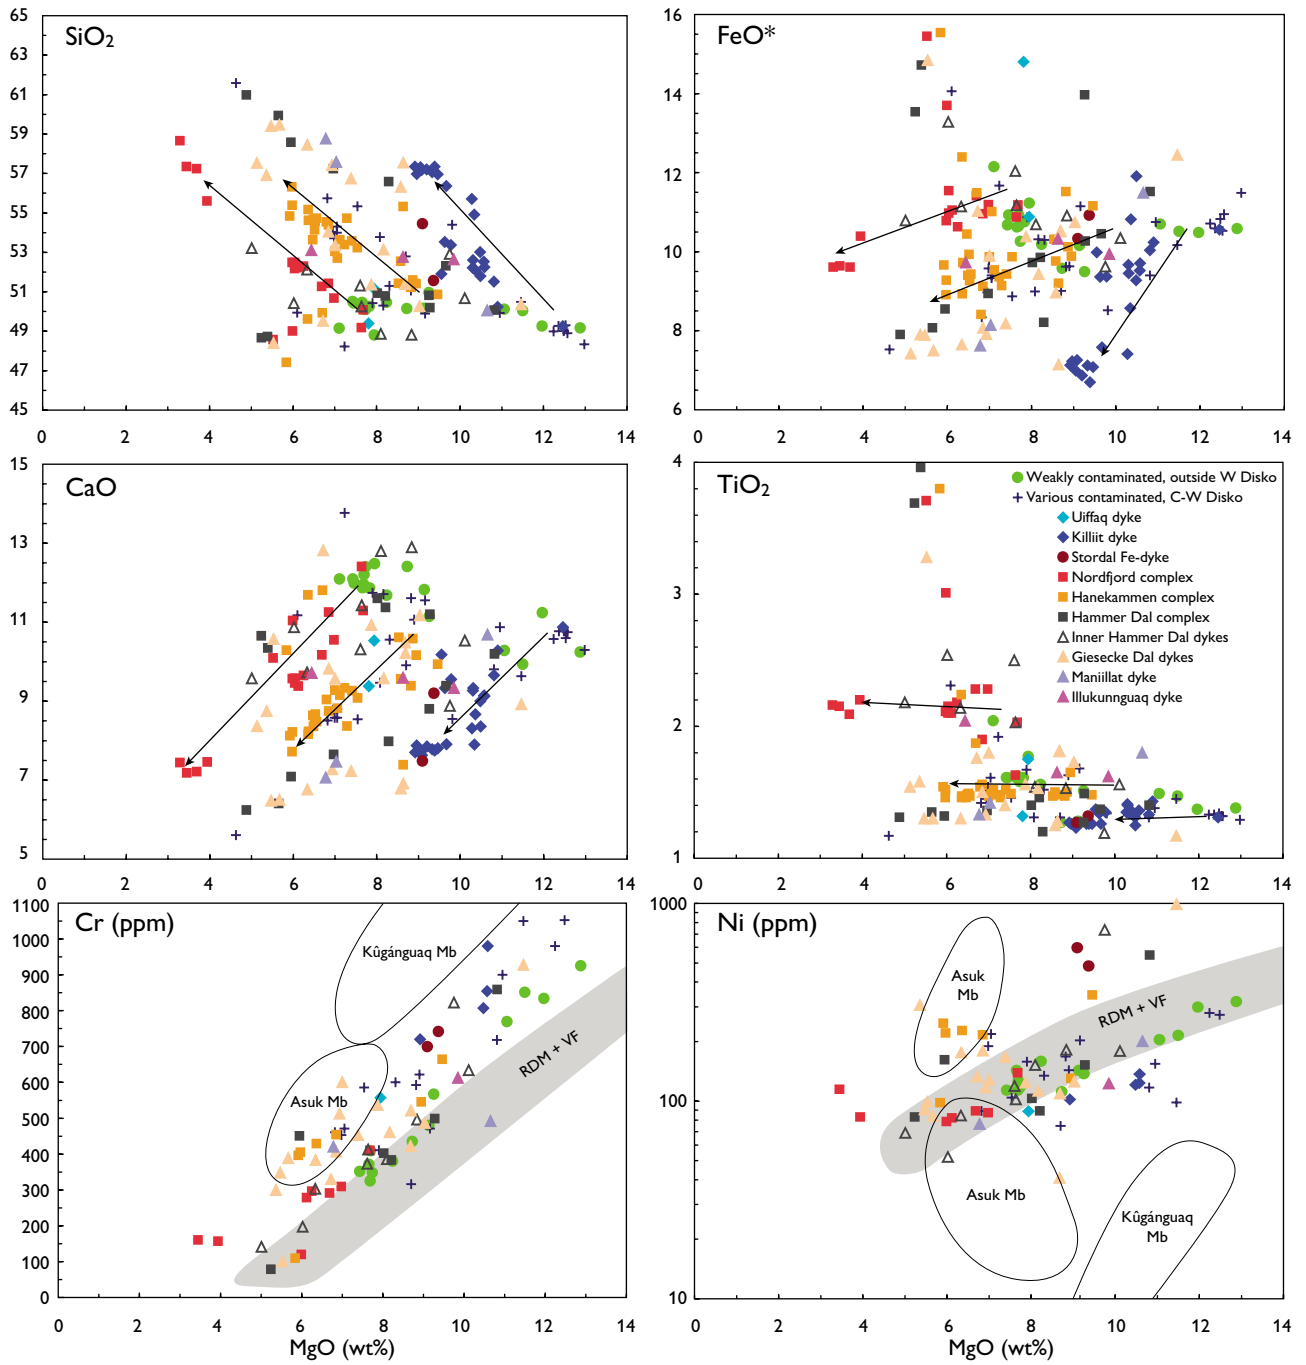 SiO2
65
63
61
59
57
55
53
51
49
47
45
0 2 4 6 8 10 12 14
FeO*
16
14
12
10
8
6
0 2 4 6 8 10 12 14
CaO
15
13
11
9
7
5
0 2 4 6 8 10 12 14
TiO2
4
3
2
1
0 2 4 6 8 10 12 14
Weakly contaminated, outside W Disko
Various contaminated, C-W Disko
Uiffaq dyke
Killiit dyke
Stordal Fe-dyke
Nordfjord complex
Hanekammen complex
Hammer Dal complex
Inner Hammer Dal dykes
Giesecke Dal dykes
Maniillat dyke
Illukunnguaq dyke
Cr (ppm)
1100
1000
900
800
700
600
500
400
300
200
100
0
Kûgánguaq Mb
Asuk Mb
RDM + VF
0 2 4 6 8 10 12 14
MgO (wt%)
Ni (ppm)
1000
100
10
Asuk
Mb
RDM + VF
Asuk Mb
Kûgánguaq
Mb
0 2 4 6 8 10 12 14
MgO (wt%)